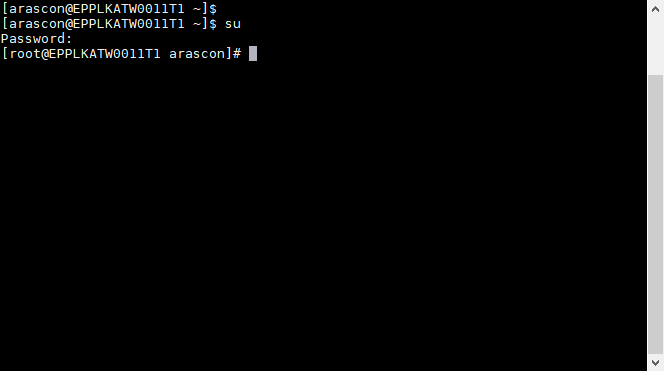 [arascon@EPPLKATW0011T1 ~]$
[arascon@EPPLKATW0011T1 ~]$ su
Password:
[root@EPPLKATW0011T1 arascon]#